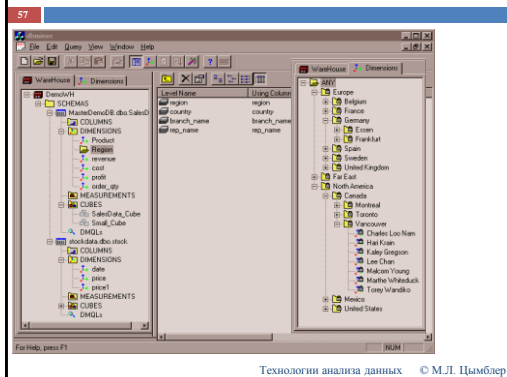 57
dbminer
File Edit Query View Window Help
WareHouse Dimensions
DemoWH
SCHEMAS
MasterDemoDB.dbo.SalesD
COLUMNS
DIMENSIONS
Product
Region
revenue
cost
profit
order_qty
MEASUREMENTS
CUBES
SalesData_Cube
Small_Cube
DMQLs
stockdata.dbo.stock
COLUMNS
DIMENSIONS
date
price
price1
MEASUREMENTS
CUBES
DMQLs
Level Name Using Column
region region
country country
branch_name branch_name
rep_name rep_name
WareHouse Dimensions
ANY
Europe
Belgium
France
Germany
Essen
Frankfurt
Spain
Sweden
United Kingdom
Far East
North America
Canada
Montreal
Toronto
Vancouver
Charles Loo Nam
Hari Krain
Kaley Gregson
Lee Chan
Malcom Young
Marthe Whiteduck
Torey Wandiko
Mexico
United States
For Help, press F1
NUM
Технологии анализа данных © М.Л. Цымблер